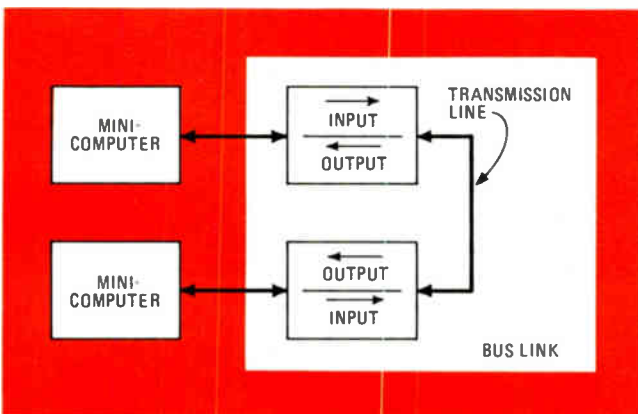 MINI-
COMPUTER
INPUT
OUTPUT
TRANSMISSION
LINE
MINI-
COMPUTER
OUTPUT
INPUT
BUS LINK